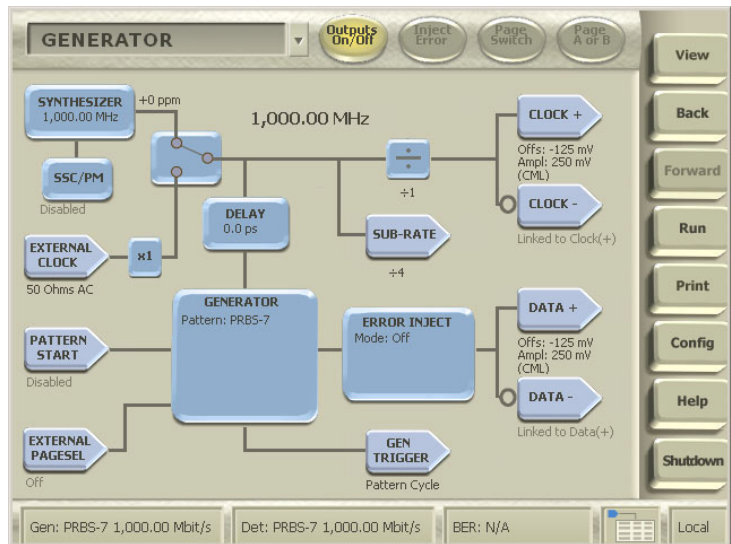 GENERATOR
Outputs
On/Off
Inject
Error
Page
Switch
Page
A or B
View
SYNTHESIZER
1,000.00 MHz
+0 ppm
1,000.00 MHz
CLOCK +
Offs: -125 mV
Ampl: 250 mV
(CML)
Back
SSC/PM
Disabled
÷1
CLOCK -
Linked to Clock(+)
Forward
DELAY
0.0 ps
SUB-RATE
÷4
Run
EXTERNAL
CLOCK
50 Ohms AC
x1
Print
GENERATOR
Pattern: PRBS-7
ERROR INJECT
Mode: Off
DATA +
Offs: -125 mV
Ampl: 250 mV
(CML)
PATTERN
START
Disabled
Config
DATA -
Linked to Data(+)
Help
EXTERNAL
PAGESEL
Off
GEN
TRIGGER
Pattern Cycle
Shutdown
Gen: PRBS-7 1,000.00 Mbit/s
Det: PRBS-7 1,000.00 Mbit/s
BER: N/A
Local